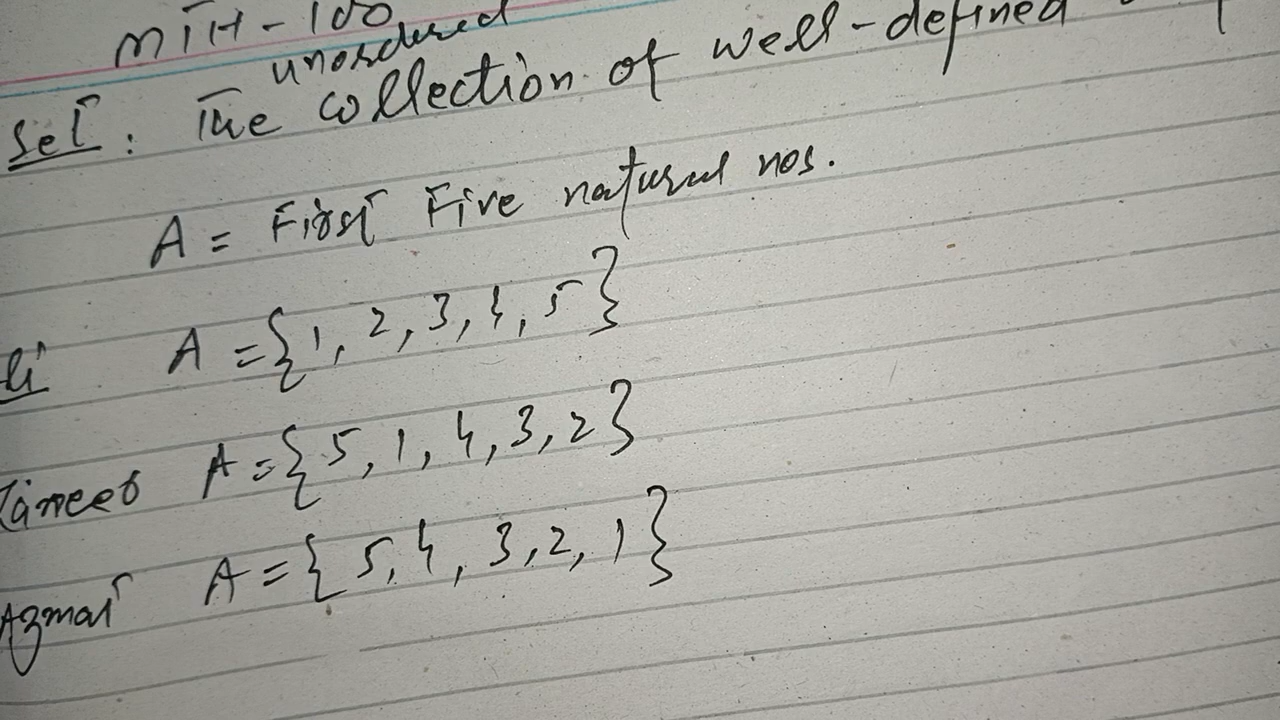 MTH-100
unordered
Set: The collection of well-defined
A = First Five natural nos.
A = {1, 2, 3, 4, 5}
A = {5, 1, 4, 3, 2}
Azmat A = {5, 4, 3, 2, 1}